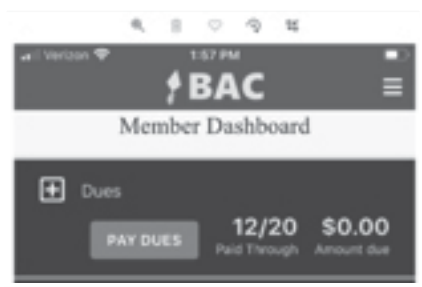 Verizon 1:57 PM
BAC
Member Dashboard
Dues
PAY DUES
12/20 $0.00
Paid Through Amount due